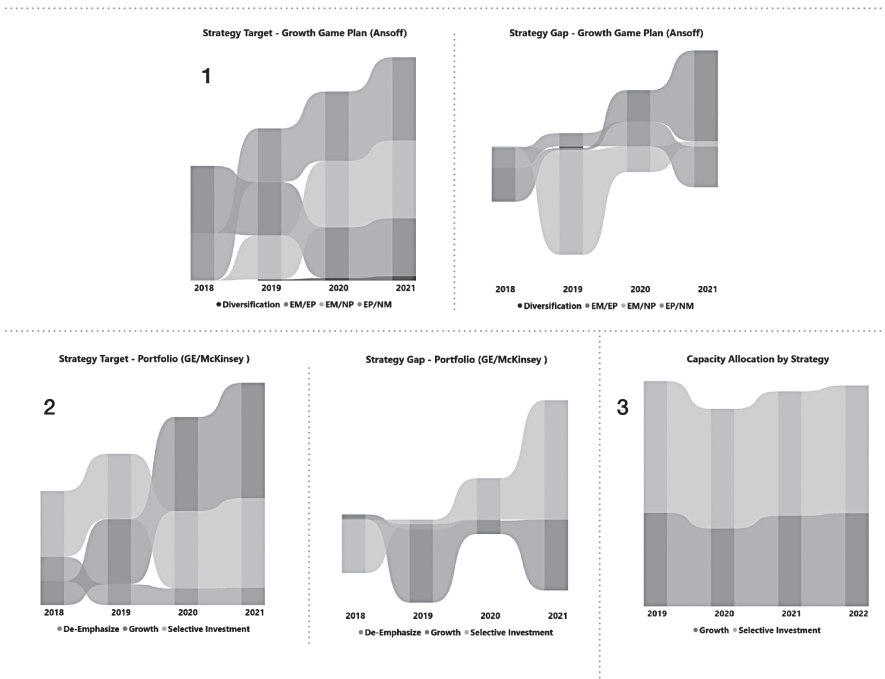 Strategy Target - Growth Game Plan (Ansoff)
1
2018 2019 2020 2021
●Diversification ●EM/EP ●EM/NP ●EP/NM
Strategy Gap - Growth Game Plan (Ansoff)
2018 2019 2020 2021
●Diversification ●EM/EP ●EM/NP ●EP/NM
Strategy Target - Portfolio (GE/McKinsey )
2
2018 2019 2020 2021
●De-Emphasize ●Growth ●Selective Investment
Strategy Gap - Portfolio (GE/McKinsey )
2018 2019 2020 2021
●De-Emphasize ●Growth ●Selective Investment
Capacity Allocation by Strategy
3
2019 2020 2021 2022
●Growth ●Selective Investment